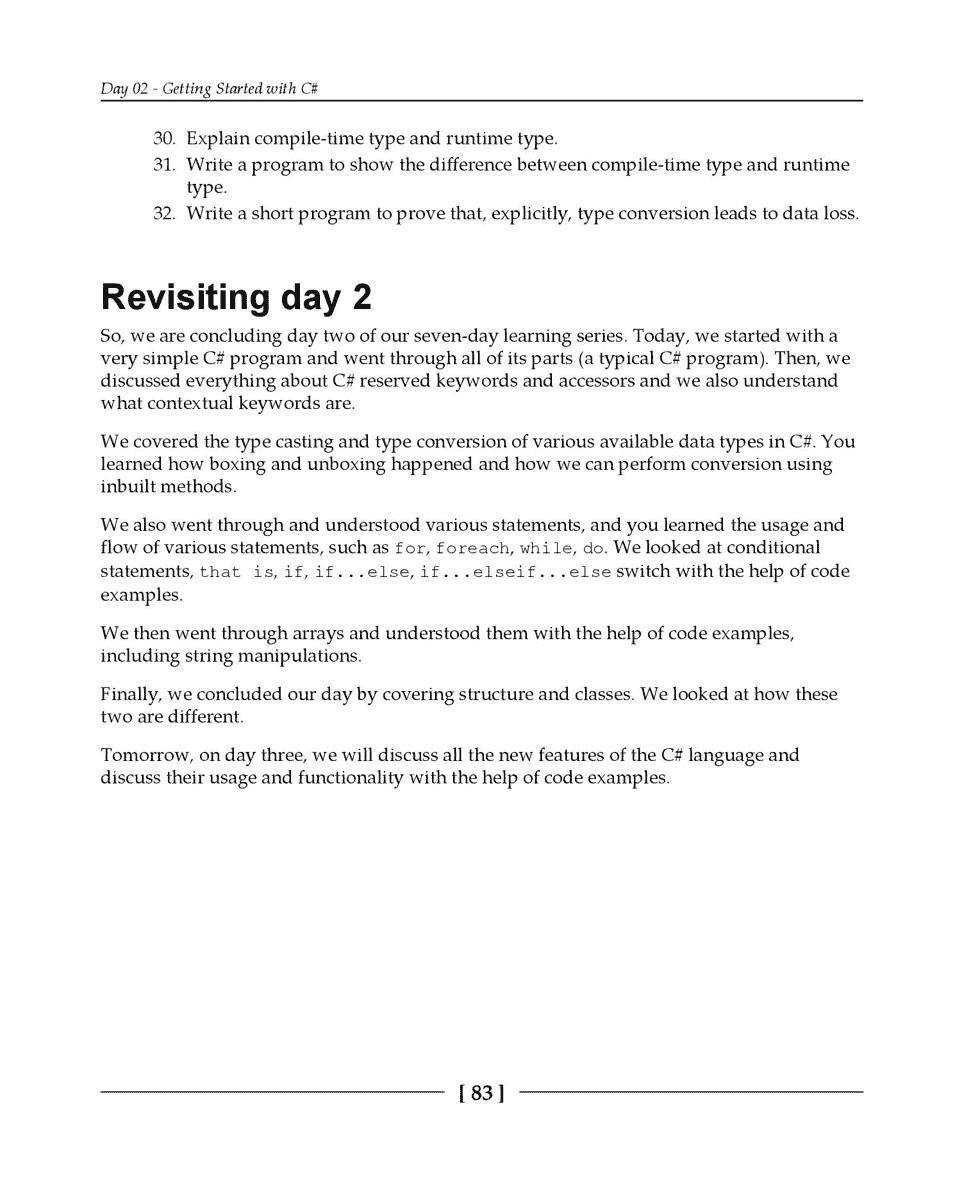 Day 02 - Getting Started with C#
30. Explain compile-time type and runtime type.
31. Write a program to show the difference between compile-time type and runtime
type.
32. Write a short program to prove that, explicitly, type conversion leads to data loss.
Revisiting day 2
So, we are concluding day two of our seven-day learning series. Today, we started with a
very simple C# program and went through all of its parts (a typical C# program). Then, we
discussed everything about C# reserved keywords and accessors and we also understand
what contextual keywords are.
We covered the type casting and type conversion of various available data types in C#. You
learned how boxing and unboxing happened and how we can perform conversion using
inbuilt methods.
We also went through and understood various statements, and you learned the usage and
flow of various statements, such as for, foreach, while, do. We looked at conditional
statements, that is, if, if...else, if...elseif...else switch with the help of code
examples.
We then went through arrays and understood them with the help of code examples,
including string manipulations.
Finally, we concluded our day by covering structure and classes. We looked at how these
two are different.
Tomorrow, on day three, we will discuss all the new features of the C# language and
discuss their usage and functionality with the help of code examples.
[ 83 ]